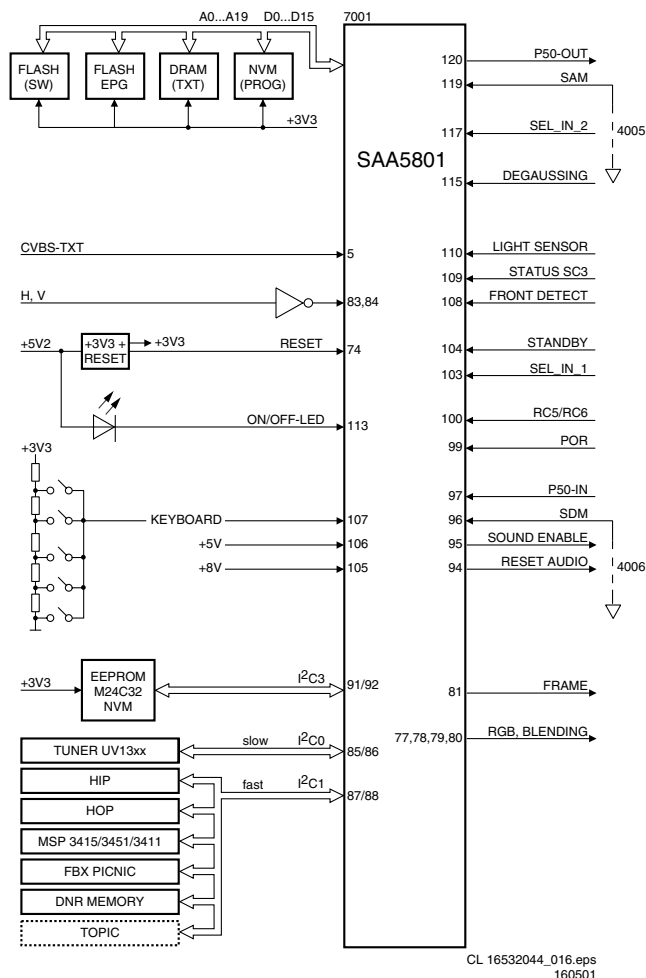 A0...A19 D0...D15 7001
FLASH
(SW)
FLASH
EPG
DRAM
(TXT)
NVM
(PROG)
+3V3
SAA5801
120 P50-OUT
119 SAM
117 SEL_IN_2
4005
115 DEGAUSSING
CVBS-TXT 5
110 LIGHT SENSOR
109 STATUS SC3
H, V 83,84
108 FRONT DETECT
+5V2
+3V3 +
RESET
+3V3
RESET 74
104 STANDBY
103 SEL_IN_1
ON/OFF-LED 113
100 RC5/RC6
99 POR
+3V3
97 P50-IN
KEYBOARD 107
96 SDM
+5V 106
95 SOUND ENABLE
+8V 105
94 RESET AUDIO
4006
+3V3
EEPROM
M24C32
NVM
I²C3 91/92
81 FRAME
TUNER UV13xx
slow I²C0 85/86
77,78,79,80 RGB, BLENDING
HIP
fast I²C1 87/88
HOP
MSP 3415/3451/3411
FBX PICNIC
DNR MEMORY
TOPIC
CL 16532044_016.eps
160501